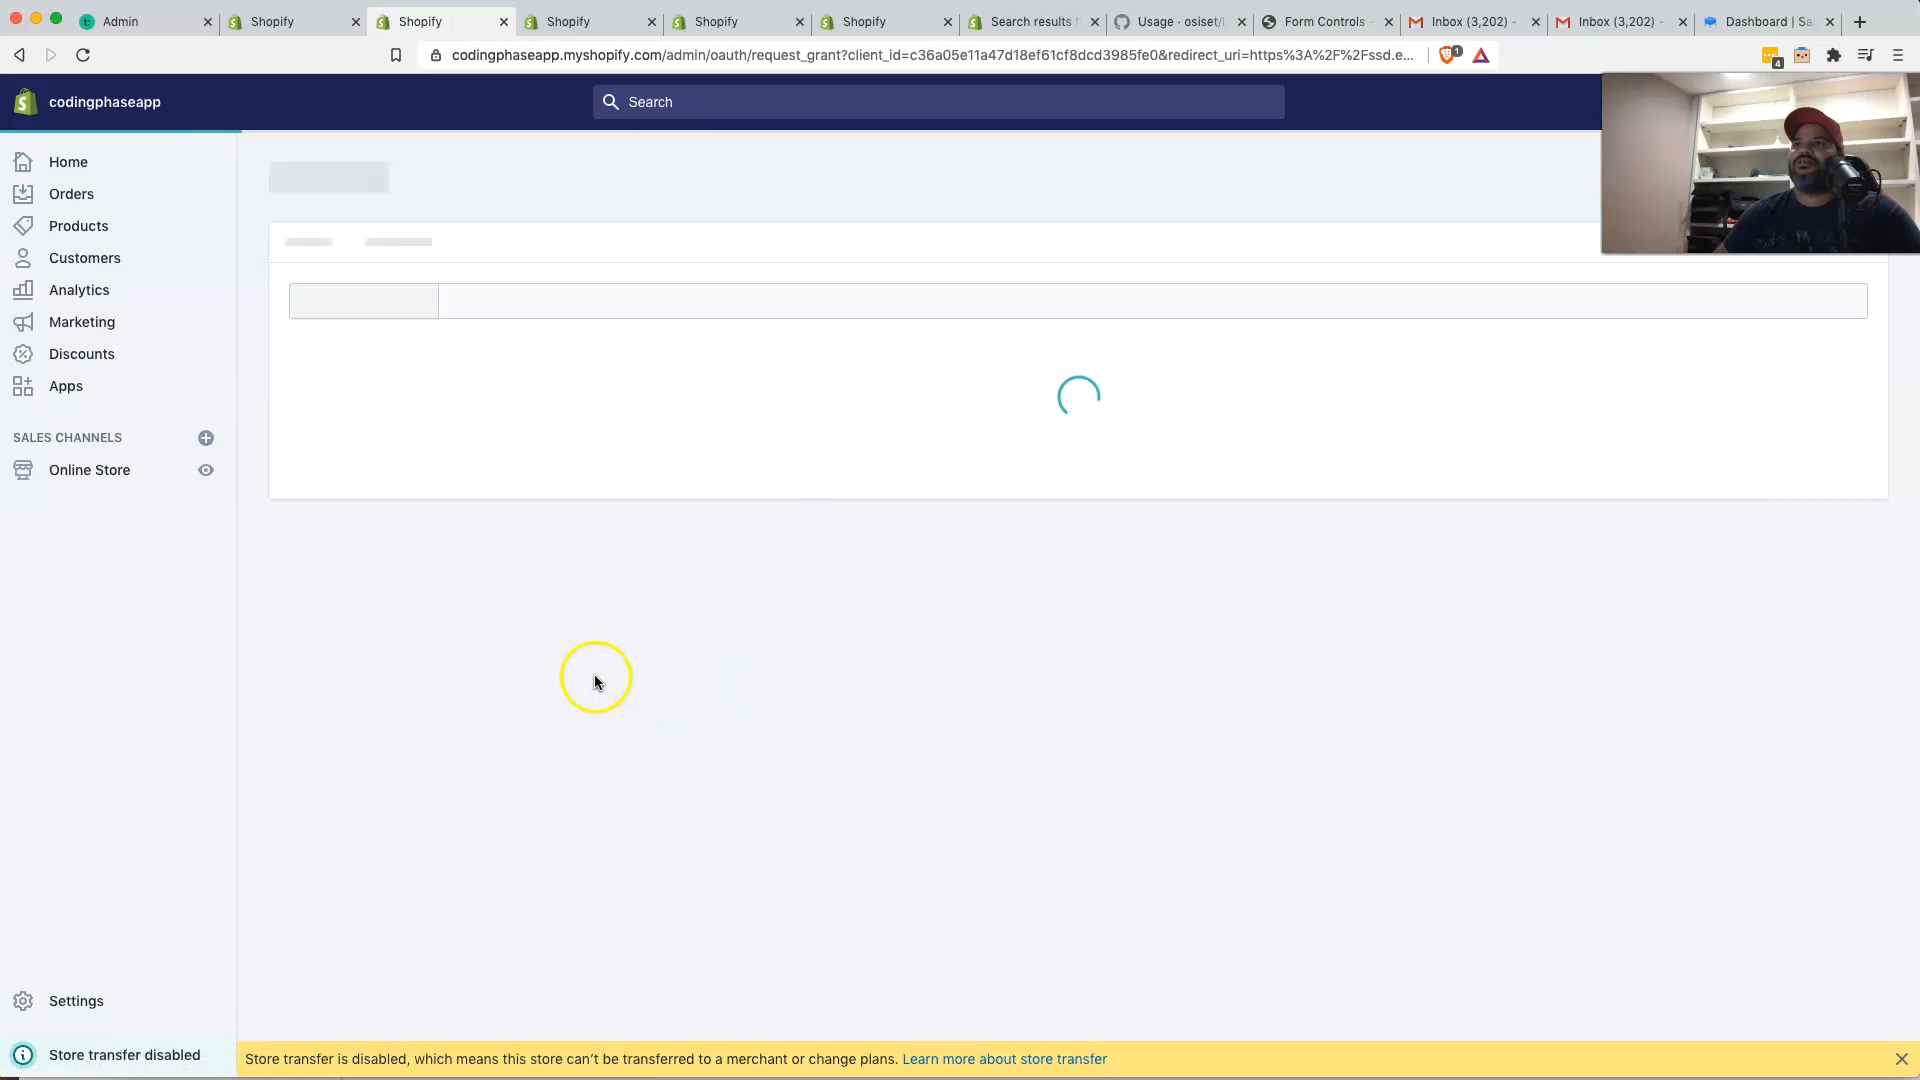 Admin
Shopify
Shopify
Shopify
Shopify
Shopify
Search results
Usage · osiset/
Form Controls -
Inbox (3,202) -
Inbox (3,202) -
Dashboard | Sa
codingphaseapp.myshopify.com/admin/oauth/request_grant?client_id=c36a05e11a47d18ef61cf8dcd3985fe0&redirect_uri=https%3A%2F%2Fssd.e...
1
4
codingphaseapp
Search
Home
Orders
Products
Customers
Analytics
Marketing
Discounts
Apps
SALES CHANNELS
Online Store
Settings
Store transfer disabled
Store transfer is disabled, which means this store can't be transferred to a merchant or change plans. Learn more about store transfer